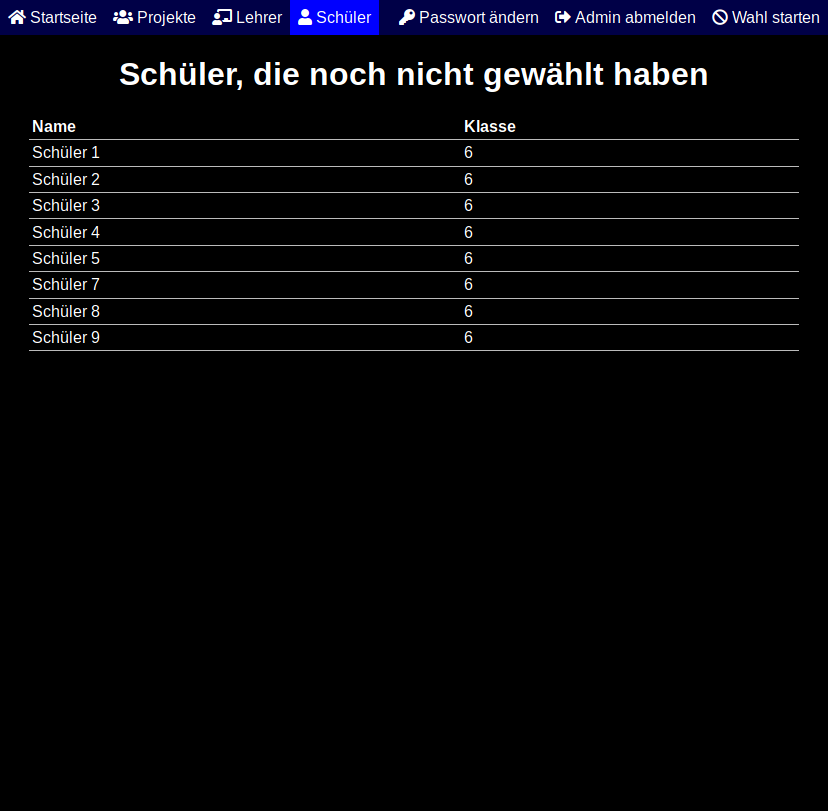 Startseite Projekte Lehrer Schüler Passwort ändern Admin abmelden Wahl starten
Schüler, die noch nicht gewählt haben
Name Klasse
Schüler 1 6
Schüler 2 6
Schüler 3 6
Schüler 4 6
Schüler 5 6
Schüler 7 6
Schüler 8 6
Schüler 9 6